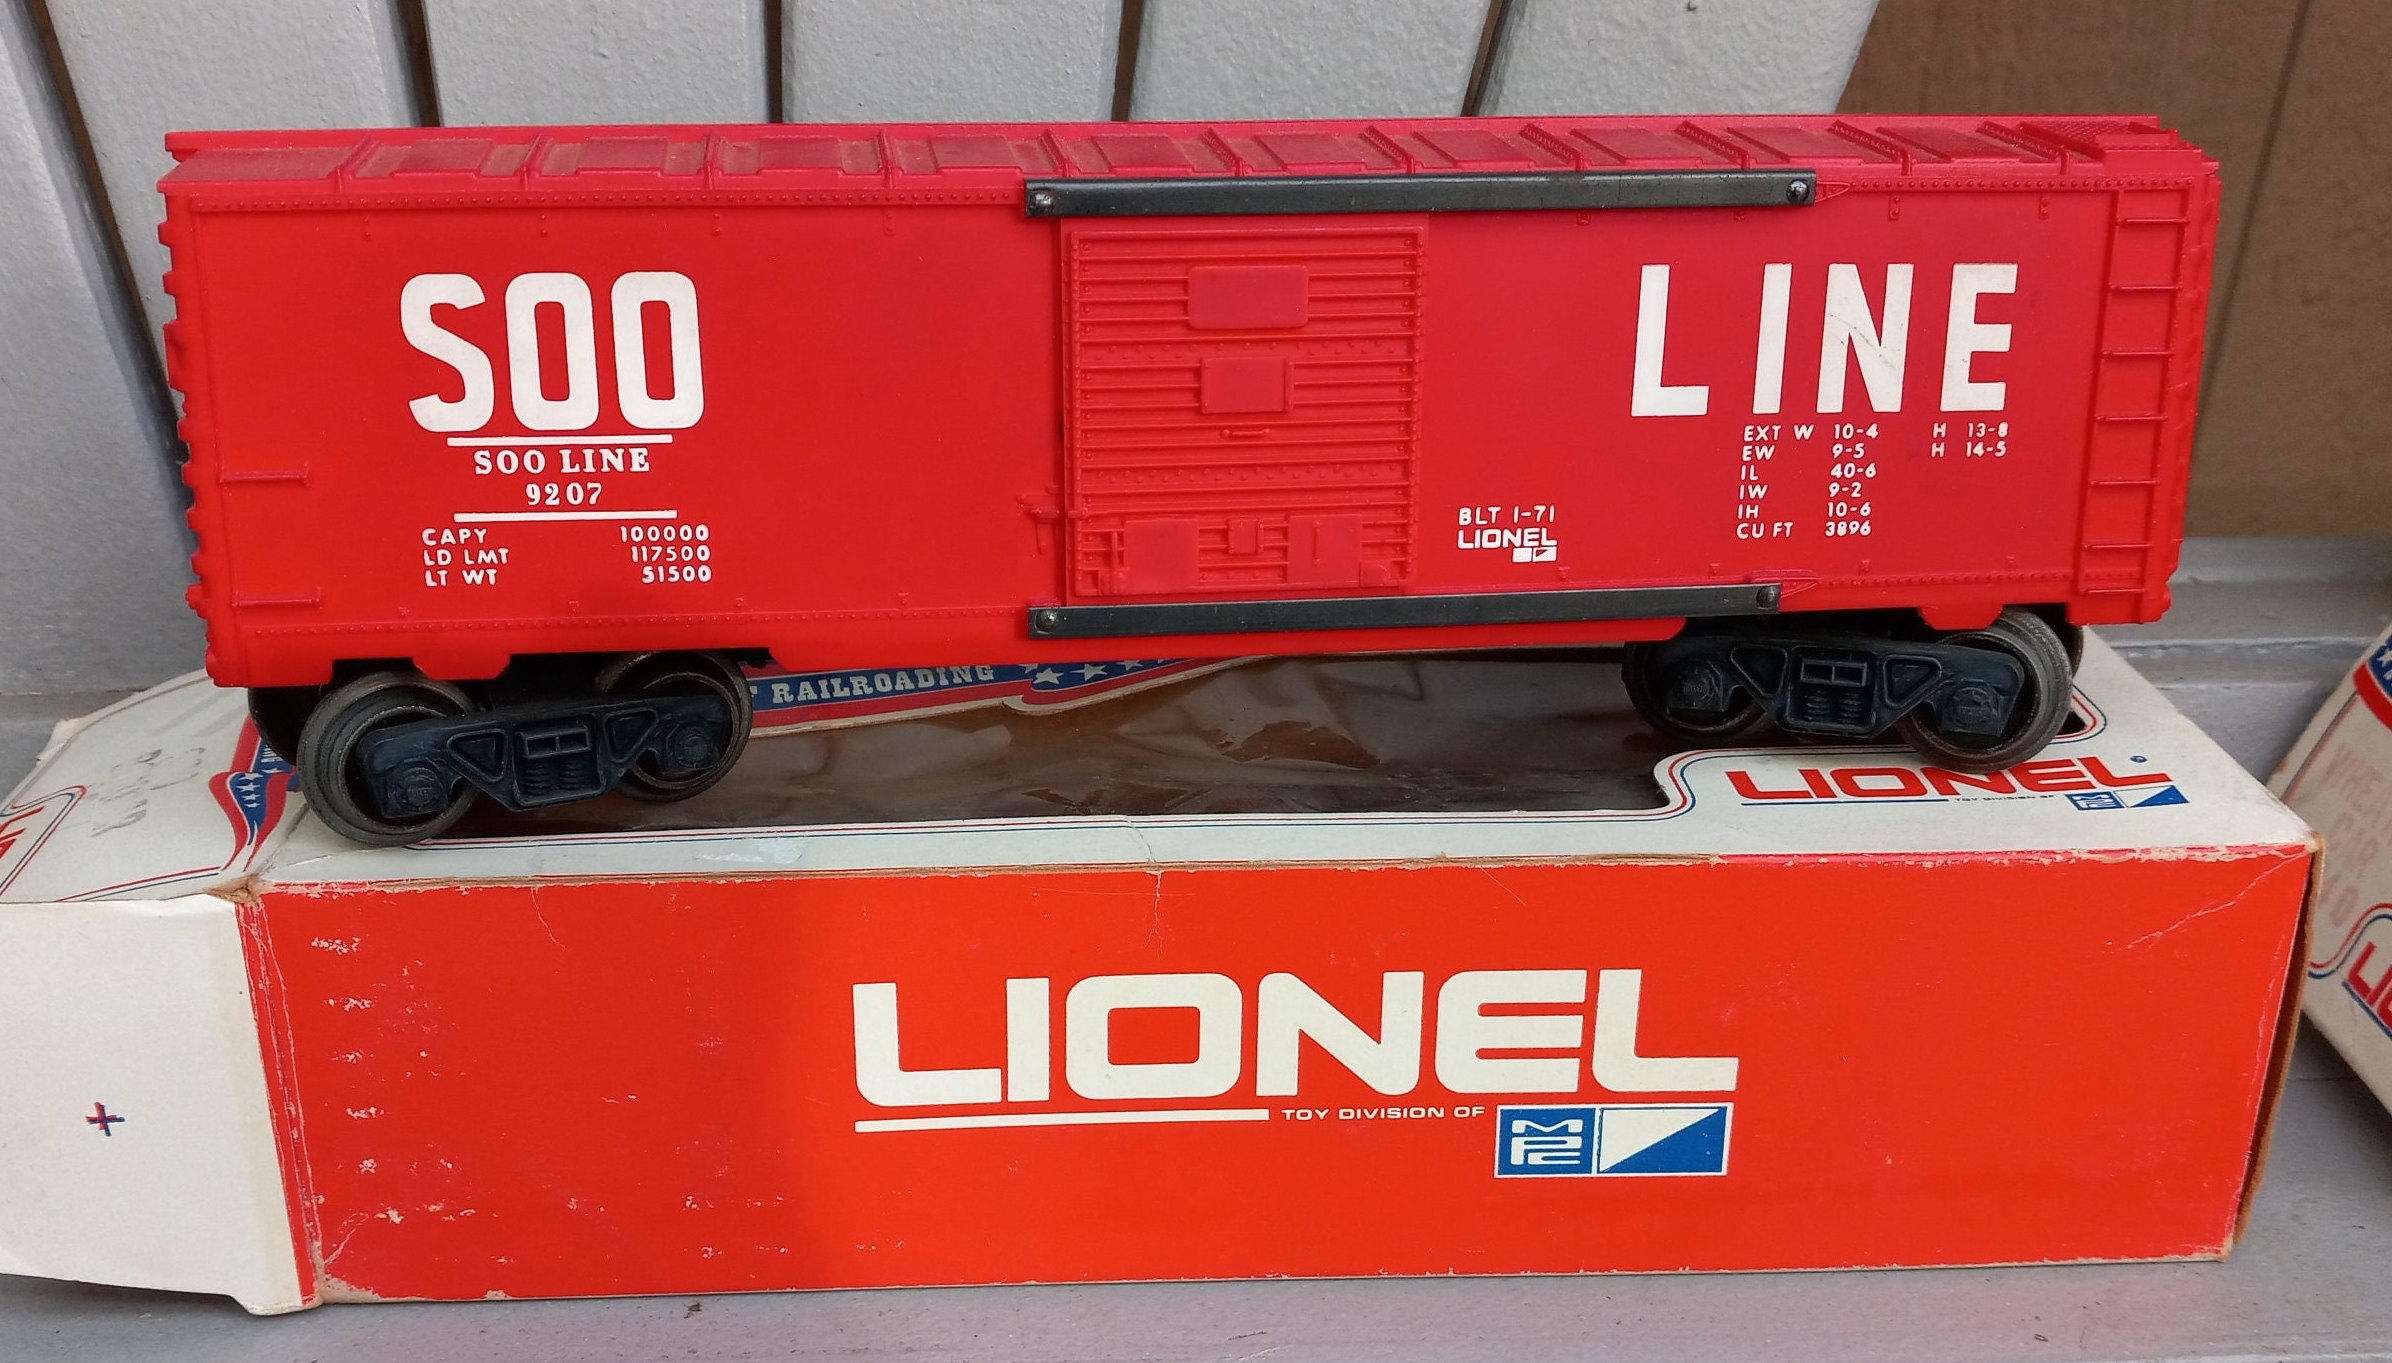 SOO
SOO LINE
9207
CAPY 100000
LD LMT 117500
LT WT 51500
LINE
EXT W 10-4 H 13-8
EW 9-5 H 14-5
IL 40-6
IW 9-2
IH 10-6
CU FT 3896
BLT 1-71
LIONEL
RAILROADING
LIONEL
TOY DIVISION OF
MPC
LIONEL
TOY DIVISION OF
MPC